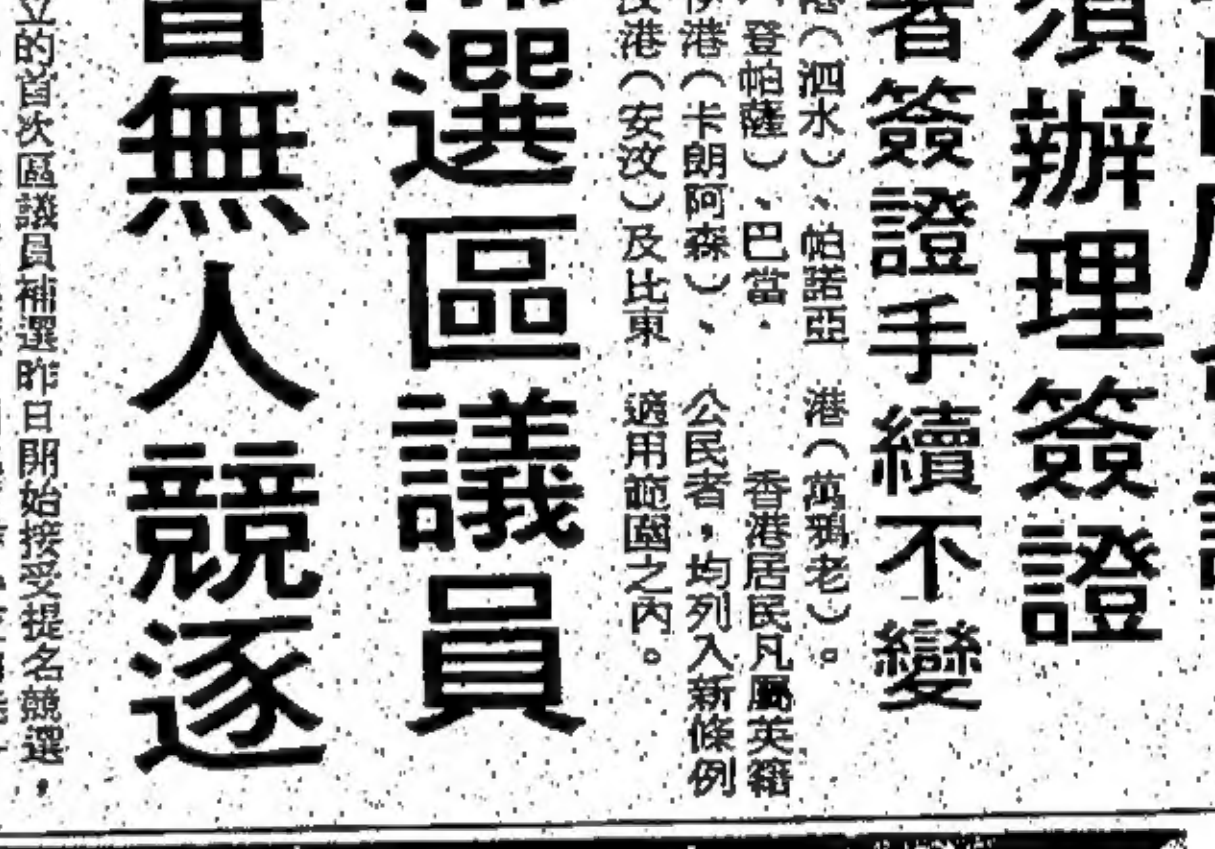 須辦理簽證
者簽證手續不變
港（泗水）、帕諾亞
登帕薩）、巴當．
港（卡朗阿森）、
港（安汶）及比東
港（萬鴉老）。
香港居民凡屬英籍
公民者，均列入新條例
適用範圍之內。
選區議員
無人競逐
立的首次區議員補選昨日開始接受提名競選，